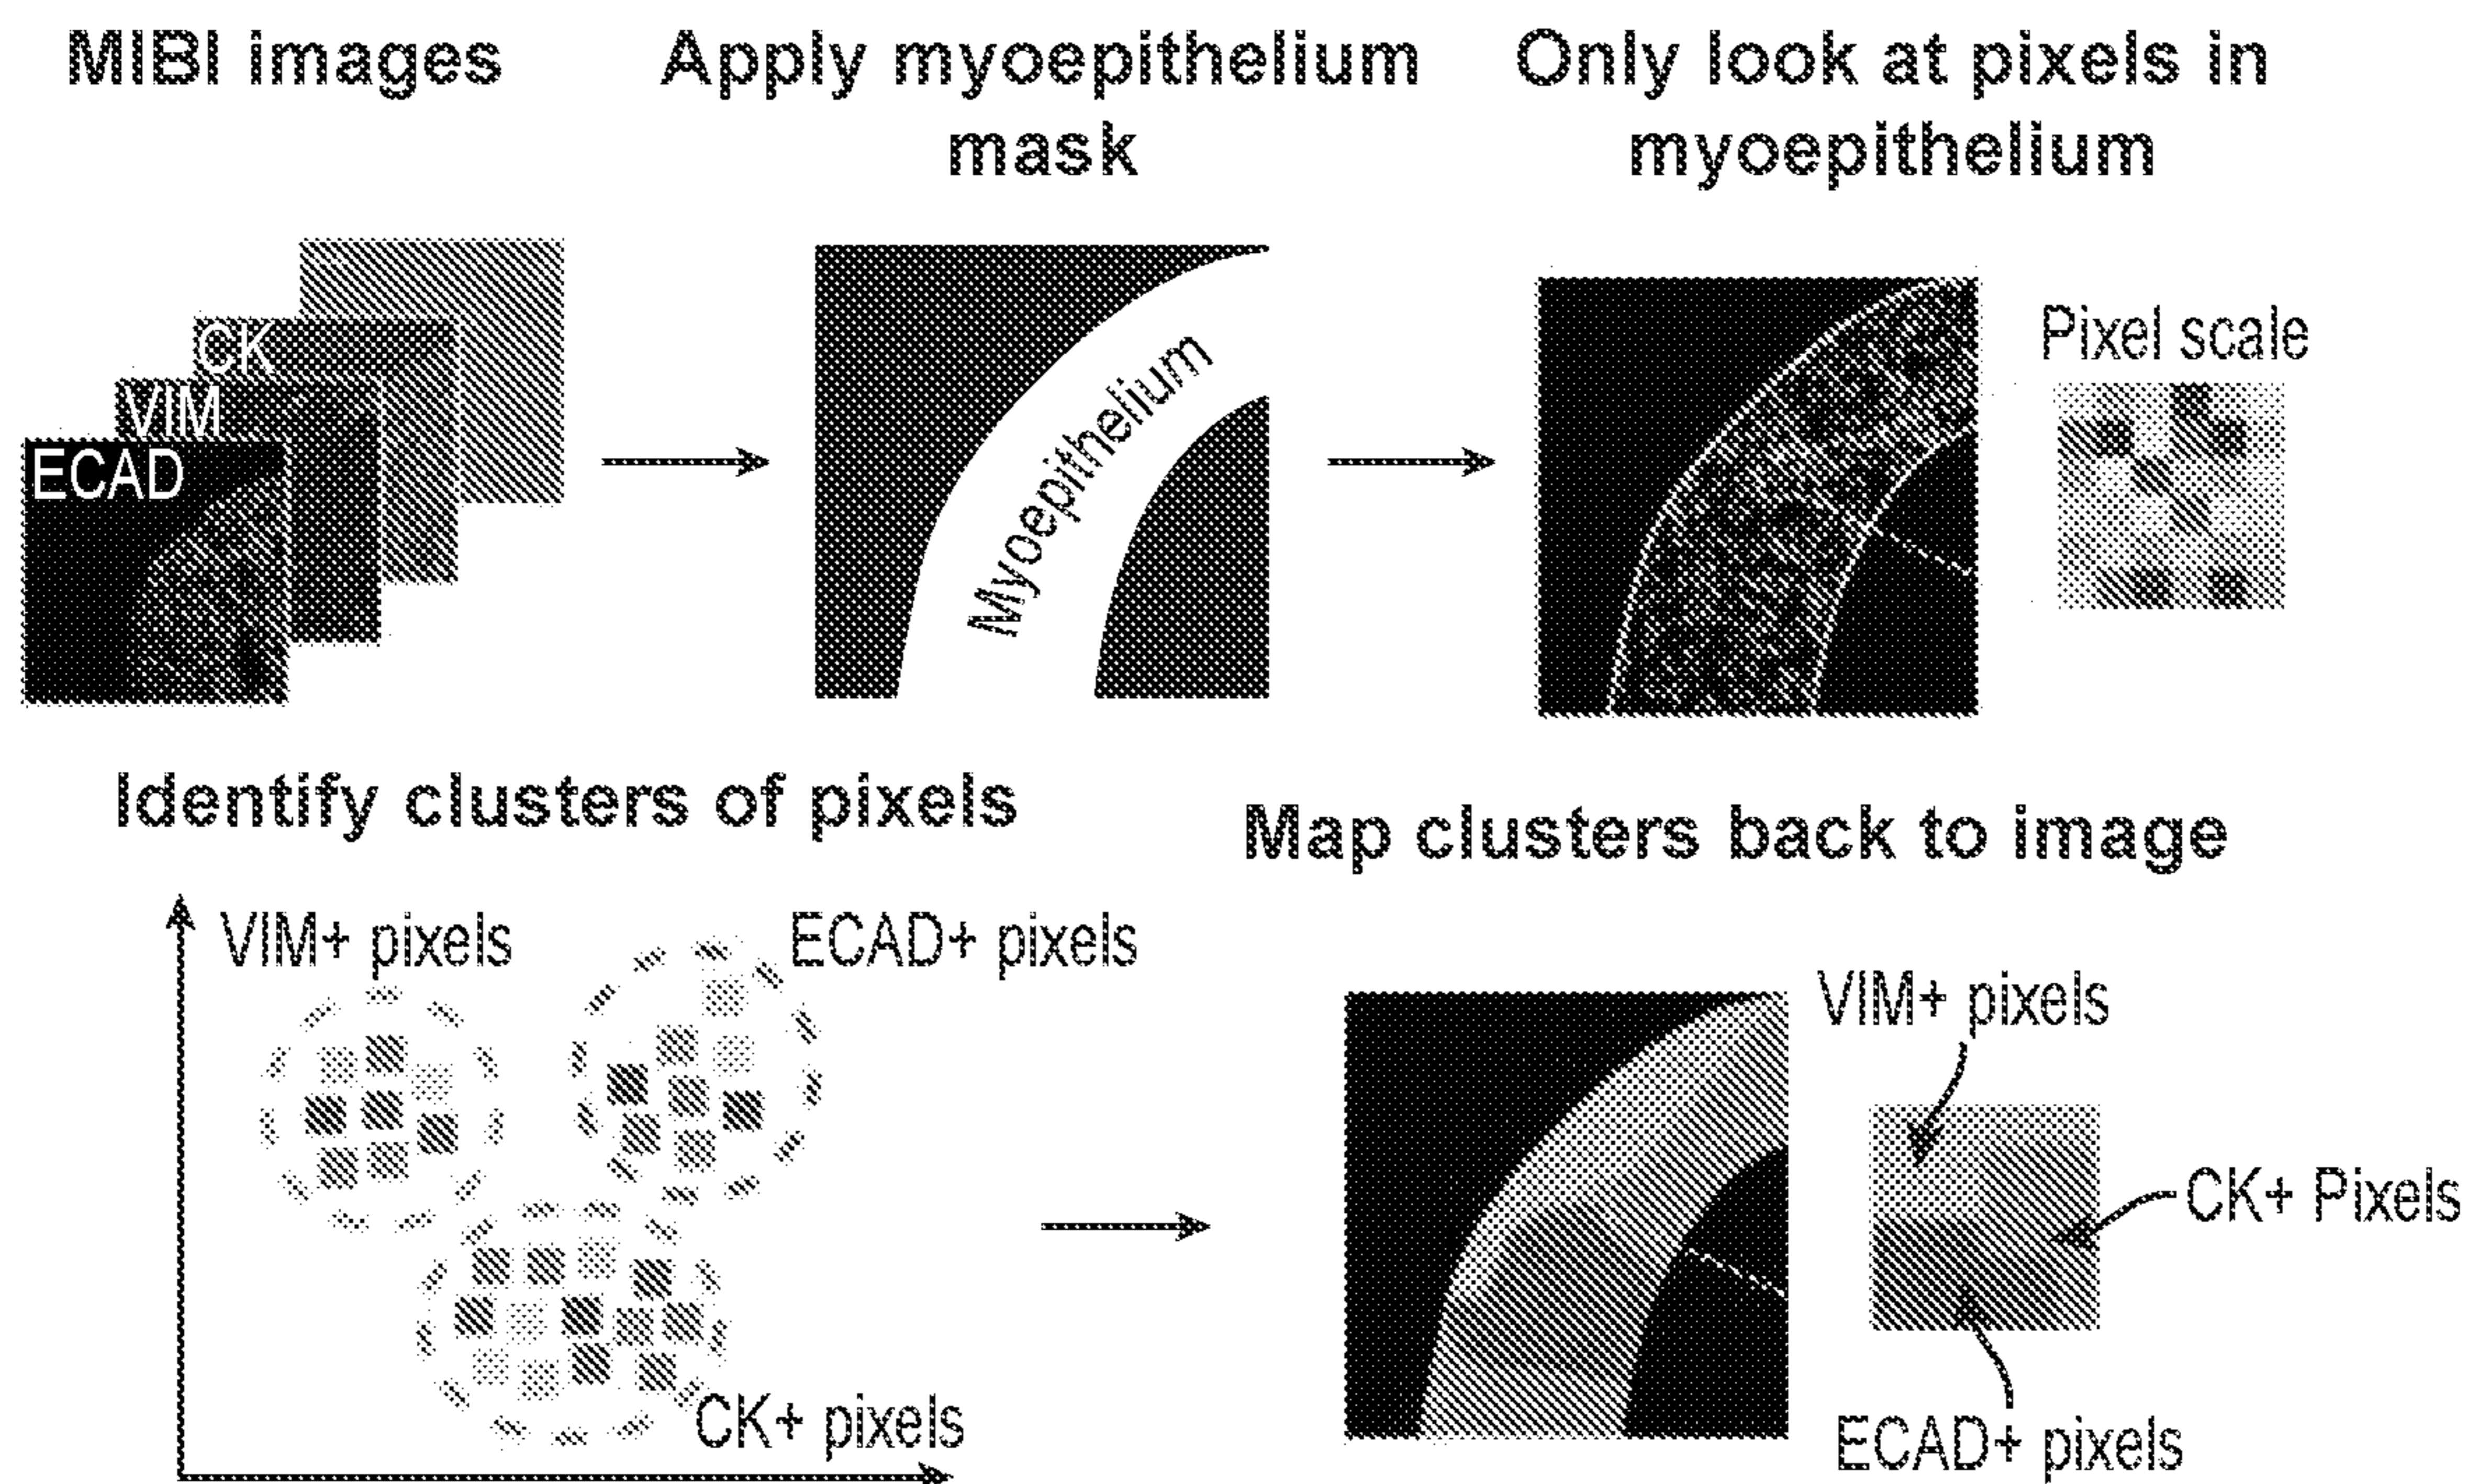 MIBI images
Apply myoepithelium
mask
Only look at pixels in
myoepithelium
CK
VIM
ECAD
Myoepithelium
Pixel scale
Identify clusters of pixels
Map clusters back to image
VIM+ pixels
ECAD+ pixels
CK+ pixels
VIM+ pixels
CK+ Pixels
ECAD+ pixels